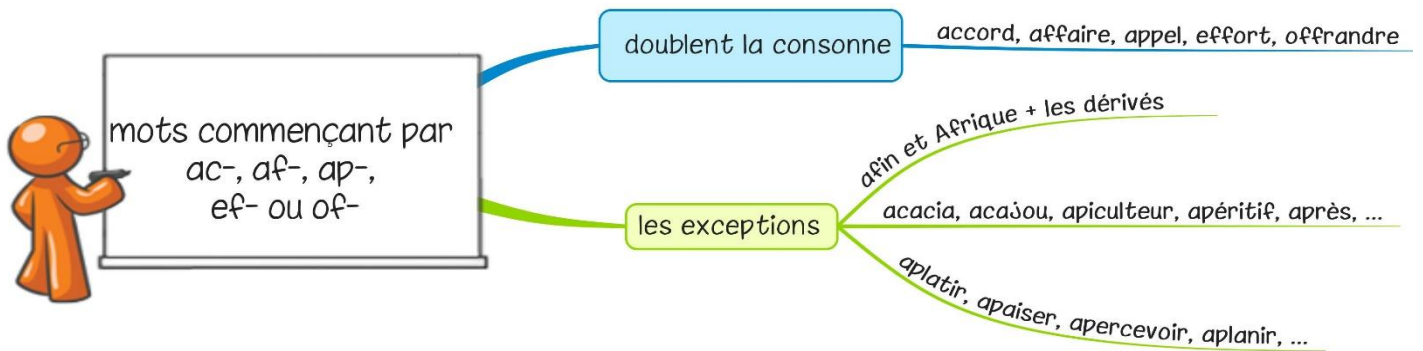 mots commençant par
ac-, af-, ap-,
ef- ou of-
doublent la consonne
accord, affaire, appel, effort, offrandre
les exceptions
afin et Afrique + les dérivés
acacia, acajou, apiculteur, apéritif, après, ...
aplatir, apaiser, apercevoir, aplanir, ...